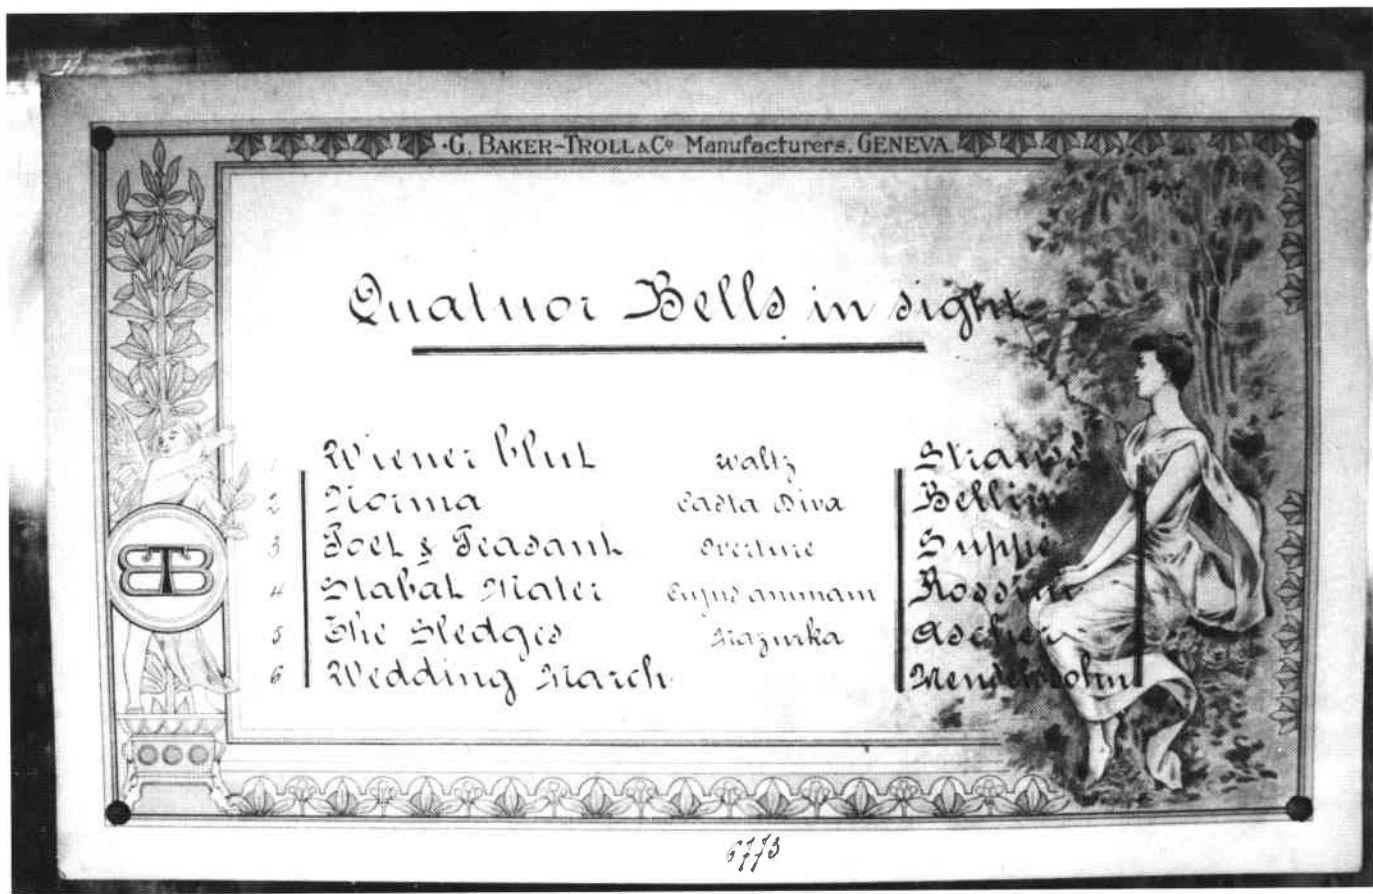 G. BAKER-TROLL & Co Manufacturers. GENEVA.
Quatuor Bells in sight
1 Wiener blut waltz Strauss
2 Norma Casta Diva Bellini
3 Poet & Peasant Overture Suppé
4 Stabat Mater Cujus animam Rossini
5 The Sledges Mazurka Ascher
6 Wedding March Mendelssohn
BTB
6773